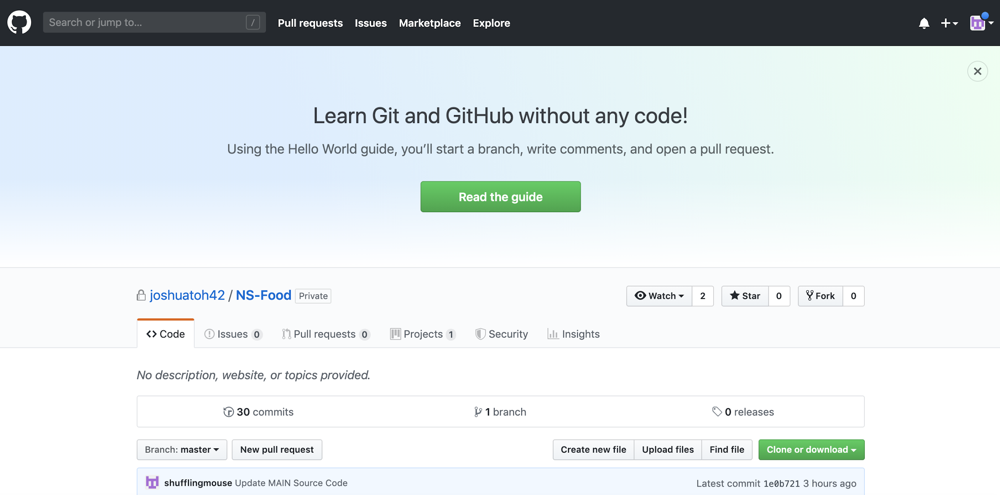 Search or jump to... /
Pull requests Issues Marketplace Explore
Learn Git and GitHub without any code!
Using the Hello World guide, you’ll start a branch, write comments, and open a pull request.
Read the guide
joshuatoh42 / NS-Food Private
Watch 2 Star 0 Fork 0
Code Issues 0 Pull requests 0 Projects 1 Security Insights
No description, website, or topics provided.
30 commits 1 branch 0 releases
Branch: master New pull request Create new file Upload files Find file Clone or download
shufflingmouse Update MAIN Source Code Latest commit 1e0b721 3 hours ago